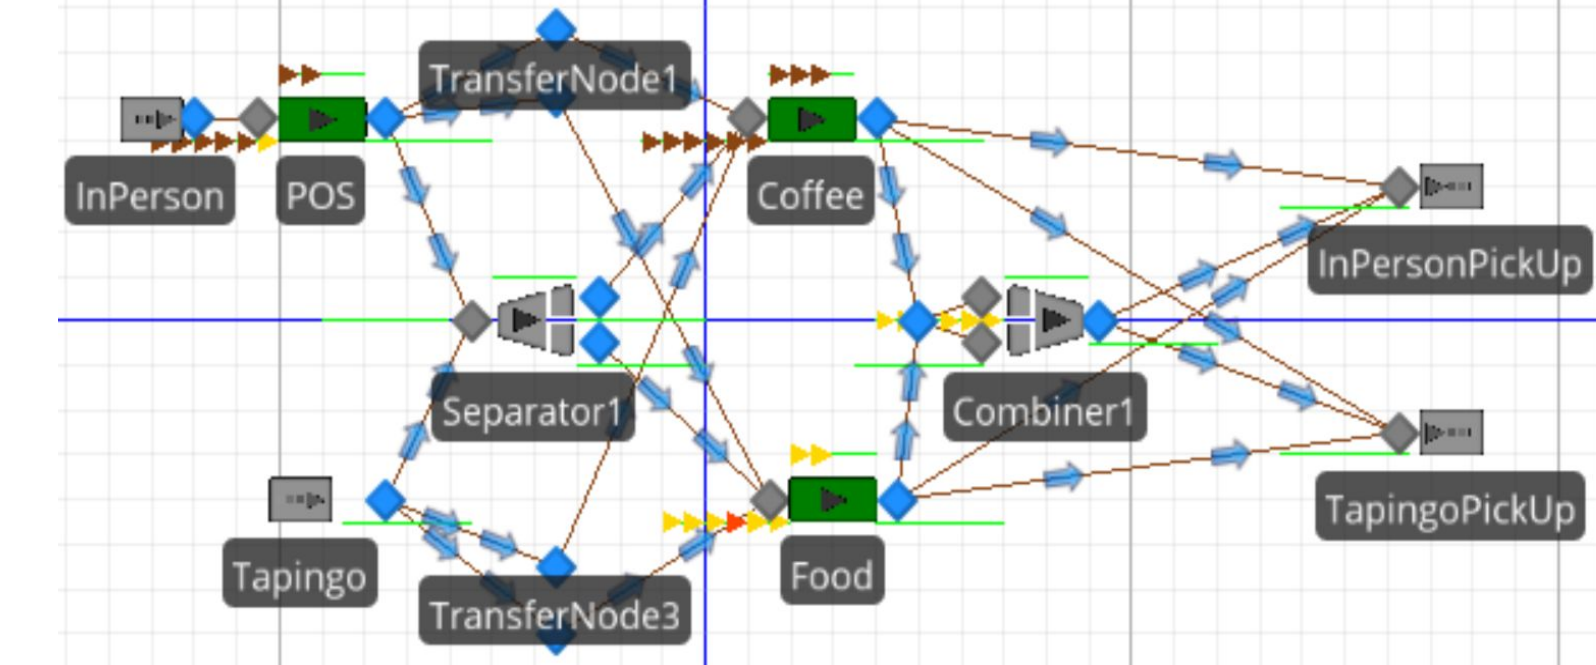 TransferNode1
InPerson
POS
Coffee
InPersonPickUp
Separator1
Combiner1
TapingoPickUp
Tapingo
Food
TransferNode3